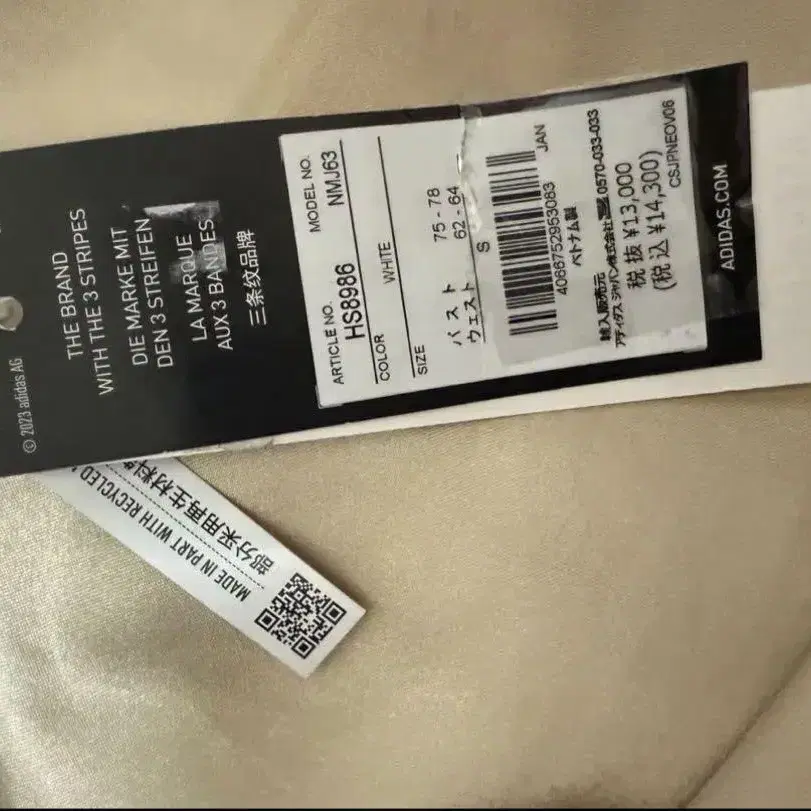 THE BRAND
WITH THE 3 STRIPES
DIE MARKE MIT
DEN 3 STREIFEN
LA MARQUE
AUX 3 BANDES
三条纹品牌
© 2023 adidas AG
ARTICLE NO. MODEL NO.
HS8986 NMJ63
COLOR
WHITE
SIZE
バスト 75 - 78
ウェスト 62 - 64
S
4066752953083 JAN
ベトナム製
輸入販売元
アディダス ジャパン株式会社 0570-033-033
税抜 ¥13,000
(税込 ¥14,300)
CSJPNEOV06
ADIDAS.COM
MADE IN PART WITH RECYCLED
部分采用再生材料